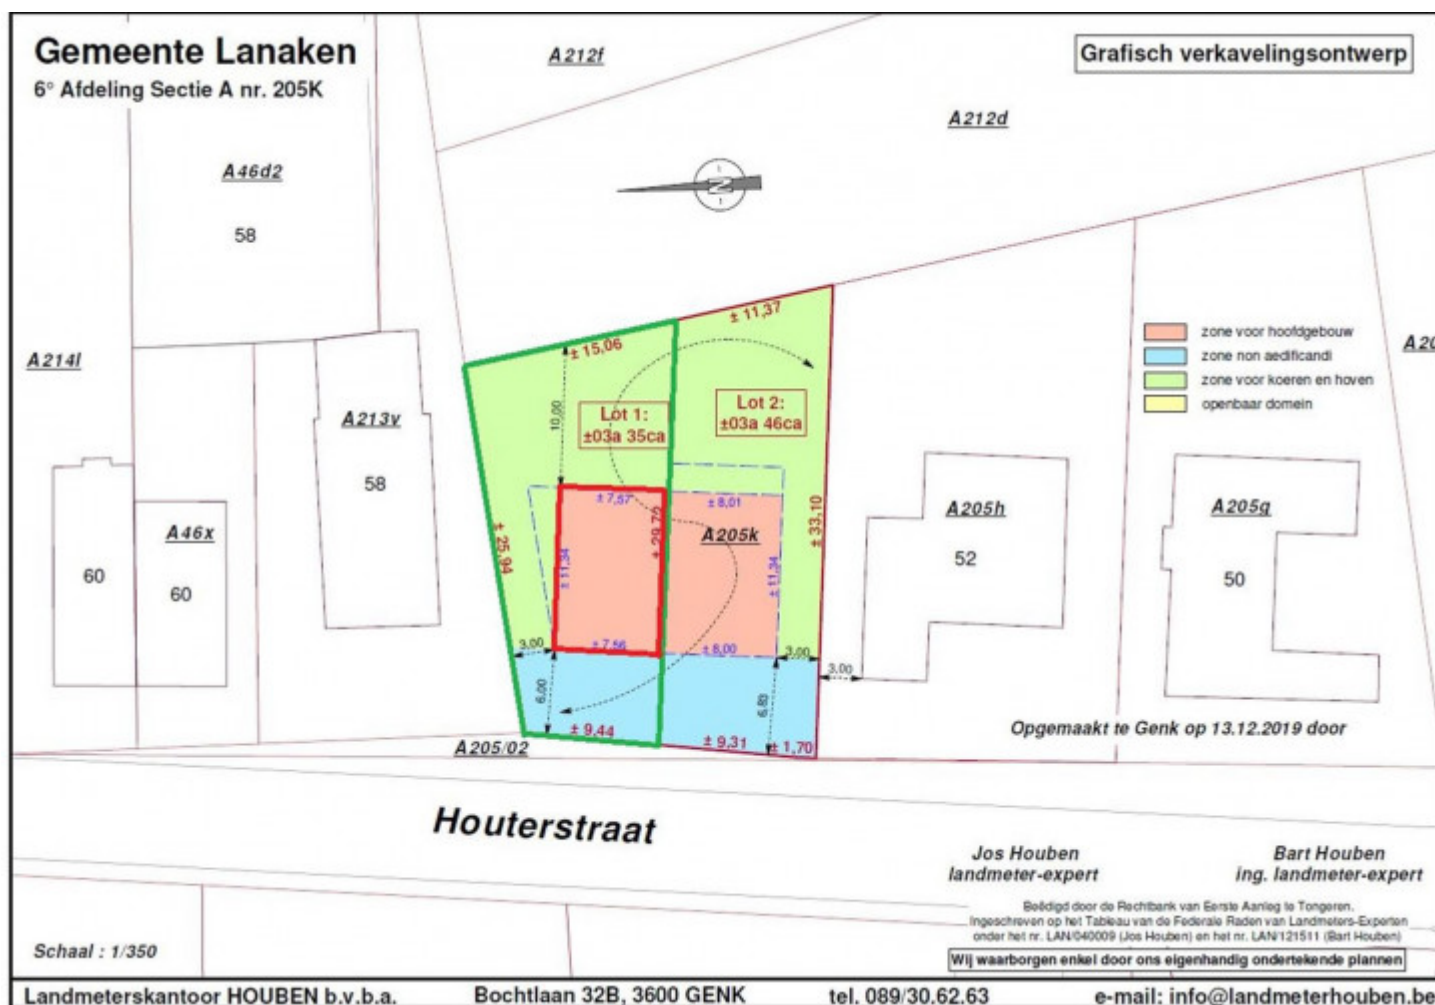 Gemeente Lanaken
6° Afdeling Sectie A nr. 205K
Grafisch verkavelingsontwerp
A212f
A212d
A46d2
58
N
A214l
A213v
58
A46x
60
60
± 15,06
± 11,37
10,00
Lot 1:
±03a 35ca
Lot 2:
±03a 46ca
zone voor hoofdgebouw
zone non aedificandi
zone voor koeren en hoven
openbaar domein
± 7,57
± 8,01
± 25,94
± 11,34
± 29,72
A205k
± 11,34
± 33,10
A205h
52
A205g
50
± 7,56
± 8,00
3,00
3,00
3,00
6,00
6,83
± 9,44
± 9,31
± 1,70
A205/02
Opgemaakt te Genk op 13.12.2019 door
Houterstraat
Jos Houben
landmeter-expert
Bart Houben
ing. landmeter-expert
Beëdigd door de Rechtbank van Eerste Aanleg te Tongeren.
Ingeschreven op het Tableau van de Federale Raden van Landmeters-Experten
onder het nr. LAN/040009 (Jos Houben) en het nr. LAN/121511 (Bart Houben)
Wij waarborgen enkel door ons eigenhandig ondertekende plannen
Schaal : 1/350
Landmeterskantoor HOUBEN b.v.b.a.
Bochtlaan 32B, 3600 GENK
tel. 089/30.62.63
e-mail: info@landmeterhouben.be